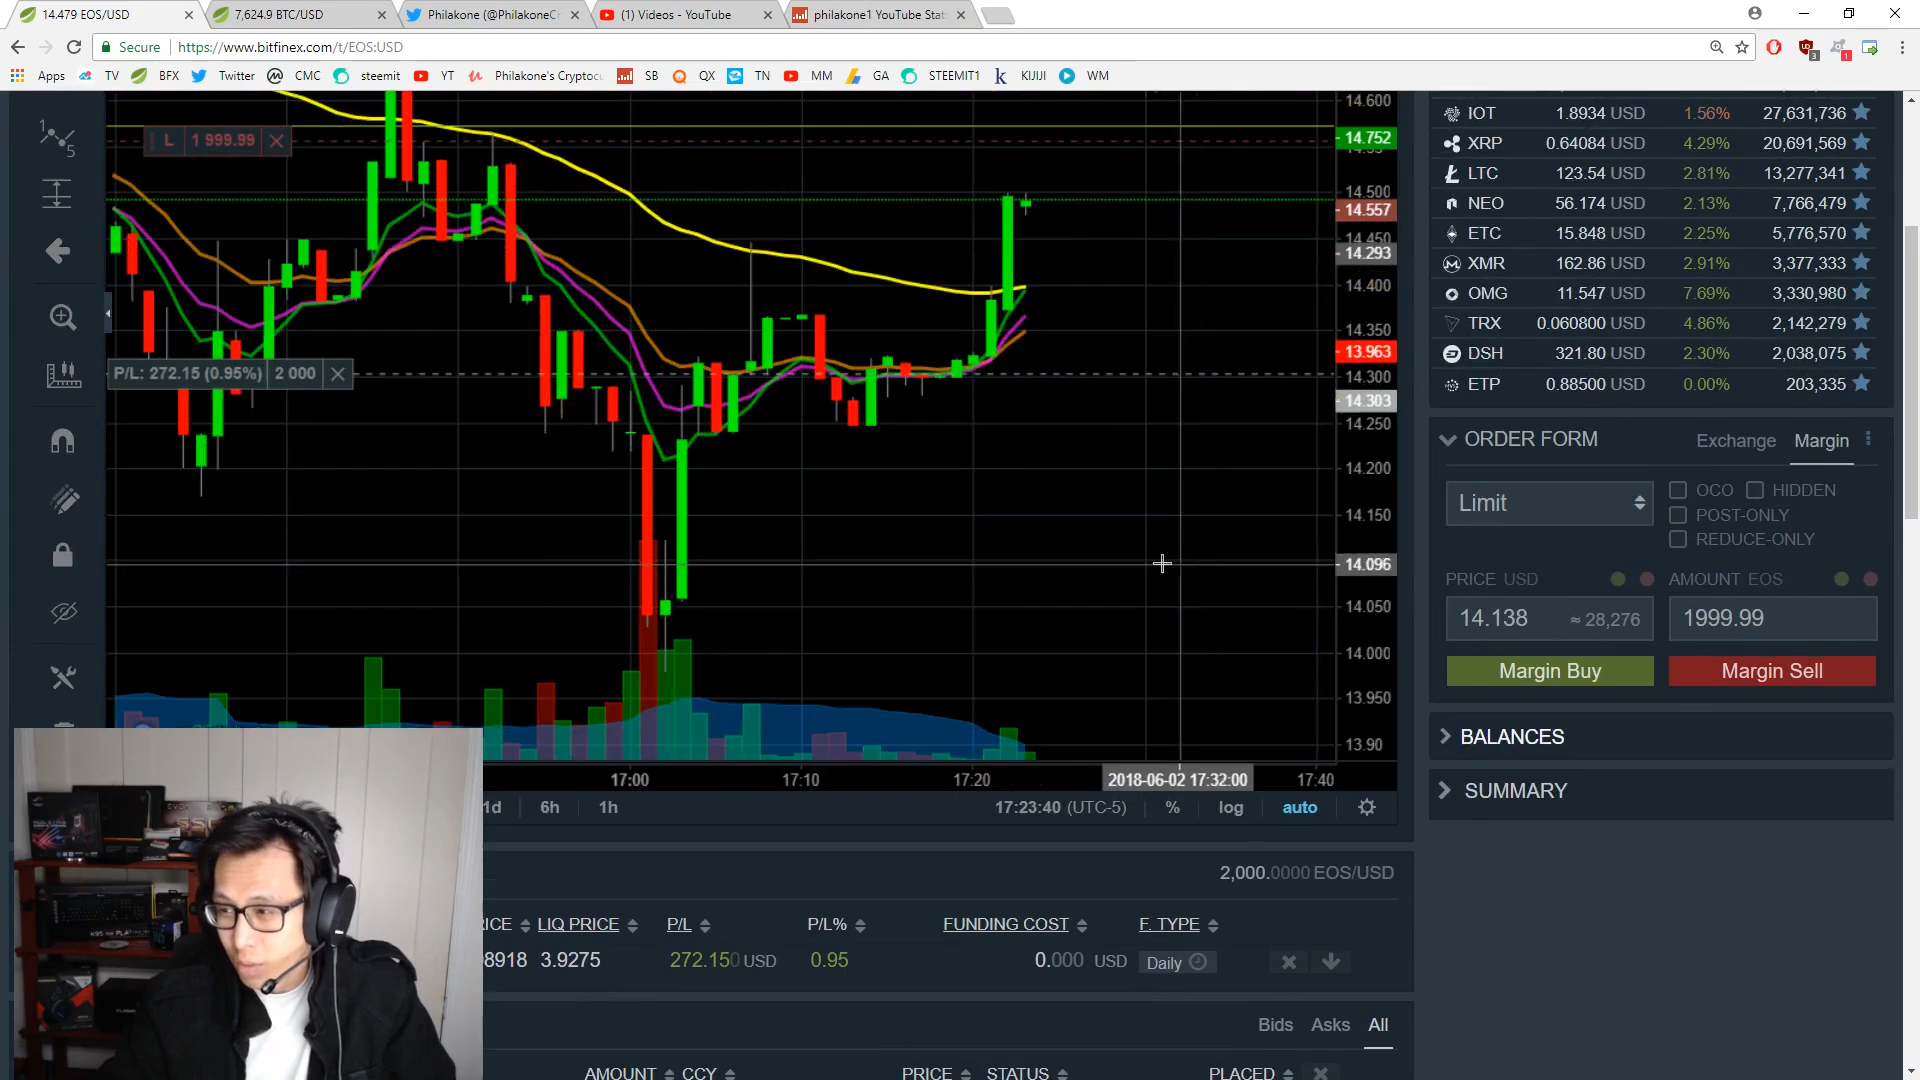 14.479 EOS/USD
7,624.9 BTC/USD
Philakone (@PhilakoneCr
(1) Videos - YouTube
philakone1 YouTube Stat
Secure
https://www.bitfinex.com/t/EOS:USD
3
1
Apps
TV
BFX
Twitter
CMC
steemit
YT
Philakone's Cryptocu
SB
QX
TN
MM
GA
STEEMIT1
KIJIJI
WM
1
5
L 1 999.99
P/L: 272.15 (0.95%) 2 000
14.600
14.752
14.500
14.557
14.450
14.293
14.400
14.350
13.963
14.300
14.303
14.250
14.200
14.150
14.096
14.050
14.000
13.950
13.90
17:00
17:10
17:20
2018-06-02 17:32:00
17:40
1d
6h
1h
17:23:40 (UTC-5)
%
log
auto
IOT 1.8934 USD 1.56% 27,631,736
XRP 0.64084 USD 4.29% 20,691,569
LTC 123.54 USD 2.81% 13,277,341
NEO 56.174 USD 2.13% 7,766,479
ETC 15.848 USD 2.25% 5,776,570
XMR 162.86 USD 2.91% 3,377,333
OMG 11.547 USD 7.69% 3,330,980
TRX 0.060800 USD 4.86% 2,142,279
DSH 321.80 USD 2.30% 2,038,075
ETP 0.88500 USD 0.00% 203,335
ORDER FORM
Exchange
Margin
Limit
OCO
HIDDEN
POST-ONLY
REDUCE-ONLY
PRICE USD
AMOUNT EOS
14.138 ≈ 28,276
1999.99
Margin Buy
Margin Sell
BALANCES
SUMMARY
2,000.0000 EOS/USD
ICE
LIQ PRICE
P/L
P/L%
FUNDING COST
F. TYPE
8918
3.9275
272.150 USD
0.95
0.000 USD
Daily
Bids
Asks
All
AMOUNT
CCY
PRICE
STATUS
PLACED